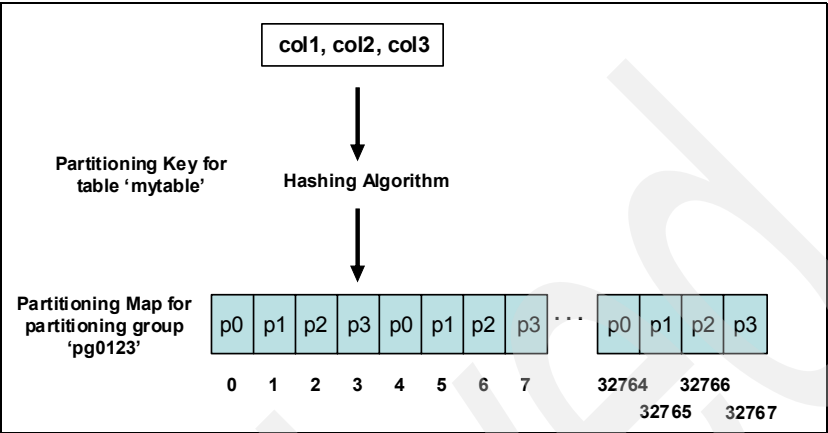 col1, col2, col3
Partitioning Key for
table ‘mytable’
Hashing Algorithm
Partitioning Map for
partitioning group
‘pg0123’
p0 p1 p2 p3 p0 p1 p2 p3 ... p0 p1 p2 p3
0 1 2 3 4 5 6 7 32764 32766
32765 32767